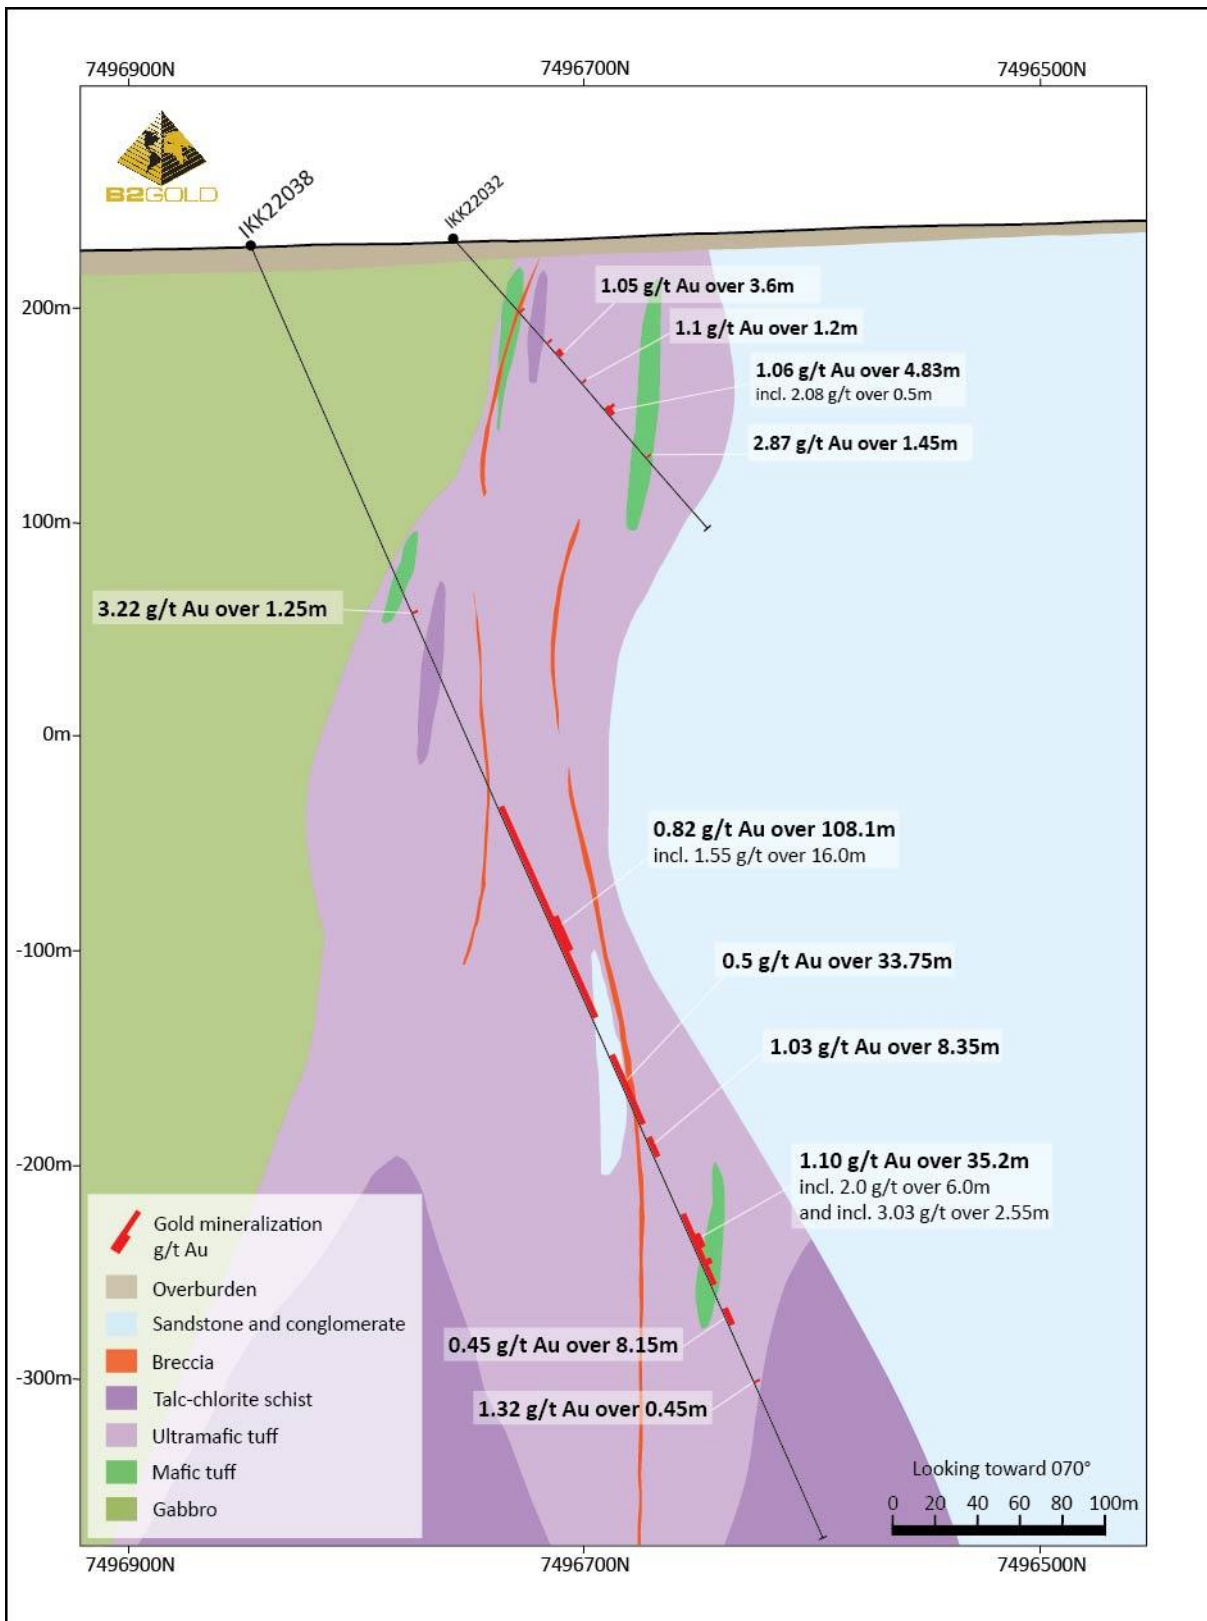 7496900N 7496700N 7496500N
B2GOLD
IKK22038
IKK22032
1.05 g/t Au over 3.6m
200m
1.1 g/t Au over 1.2m
1.06 g/t Au over 4.83m
incl. 2.08 g/t over 0.5m
2.87 g/t Au over 1.45m
100m
3.22 g/t Au over 1.25m
0m
0.82 g/t Au over 108.1m
incl. 1.55 g/t over 16.0m
-100m
0.5 g/t Au over 33.75m
1.03 g/t Au over 8.35m
-200m
1.10 g/t Au over 35.2m
incl. 2.0 g/t over 6.0m
and incl. 3.03 g/t over 2.55m
Gold mineralization
g/t Au
Overburden
Sandstone and conglomerate
Breccia
Talc-chlorite schist
Ultramafic tuff
Mafic tuff
Gabbro
0.45 g/t Au over 8.15m
-300m
1.32 g/t Au over 0.45m
Looking toward 070°
0 20 40 60 80 100m
7496900N 7496700N 7496500N